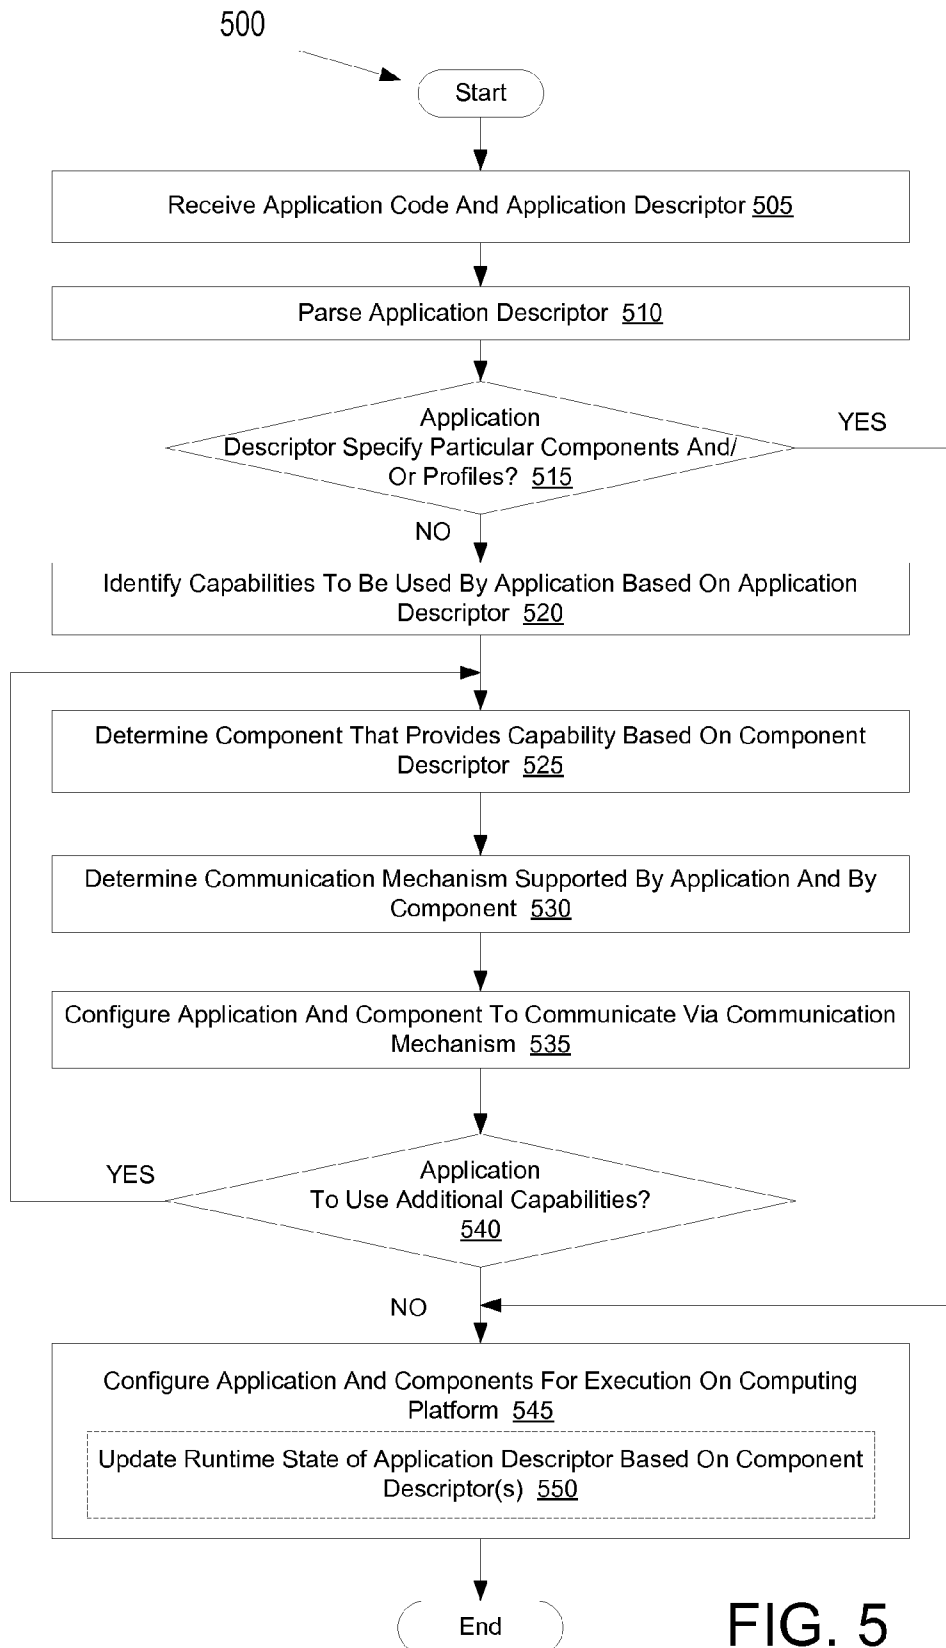 500
Start
Receive Application Code And Application Descriptor 505
Parse Application Descriptor 510
Application
Descriptor Specify Particular Components And/
Or Profiles? 515
YES
NO
Identify Capabilities To Be Used By Application Based On Application
Descriptor 520
Determine Component That Provides Capability Based On Component
Descriptor 525
Determine Communication Mechanism Supported By Application And By
Component 530
Configure Application And Component To Communicate Via Communication
Mechanism 535
YES
Application
To Use Additional Capabilities?
540
NO
Configure Application And Components For Execution On Computing
Platform 545
Update Runtime State of Application Descriptor Based On Component
Descriptor(s) 550
End
FIG. 5